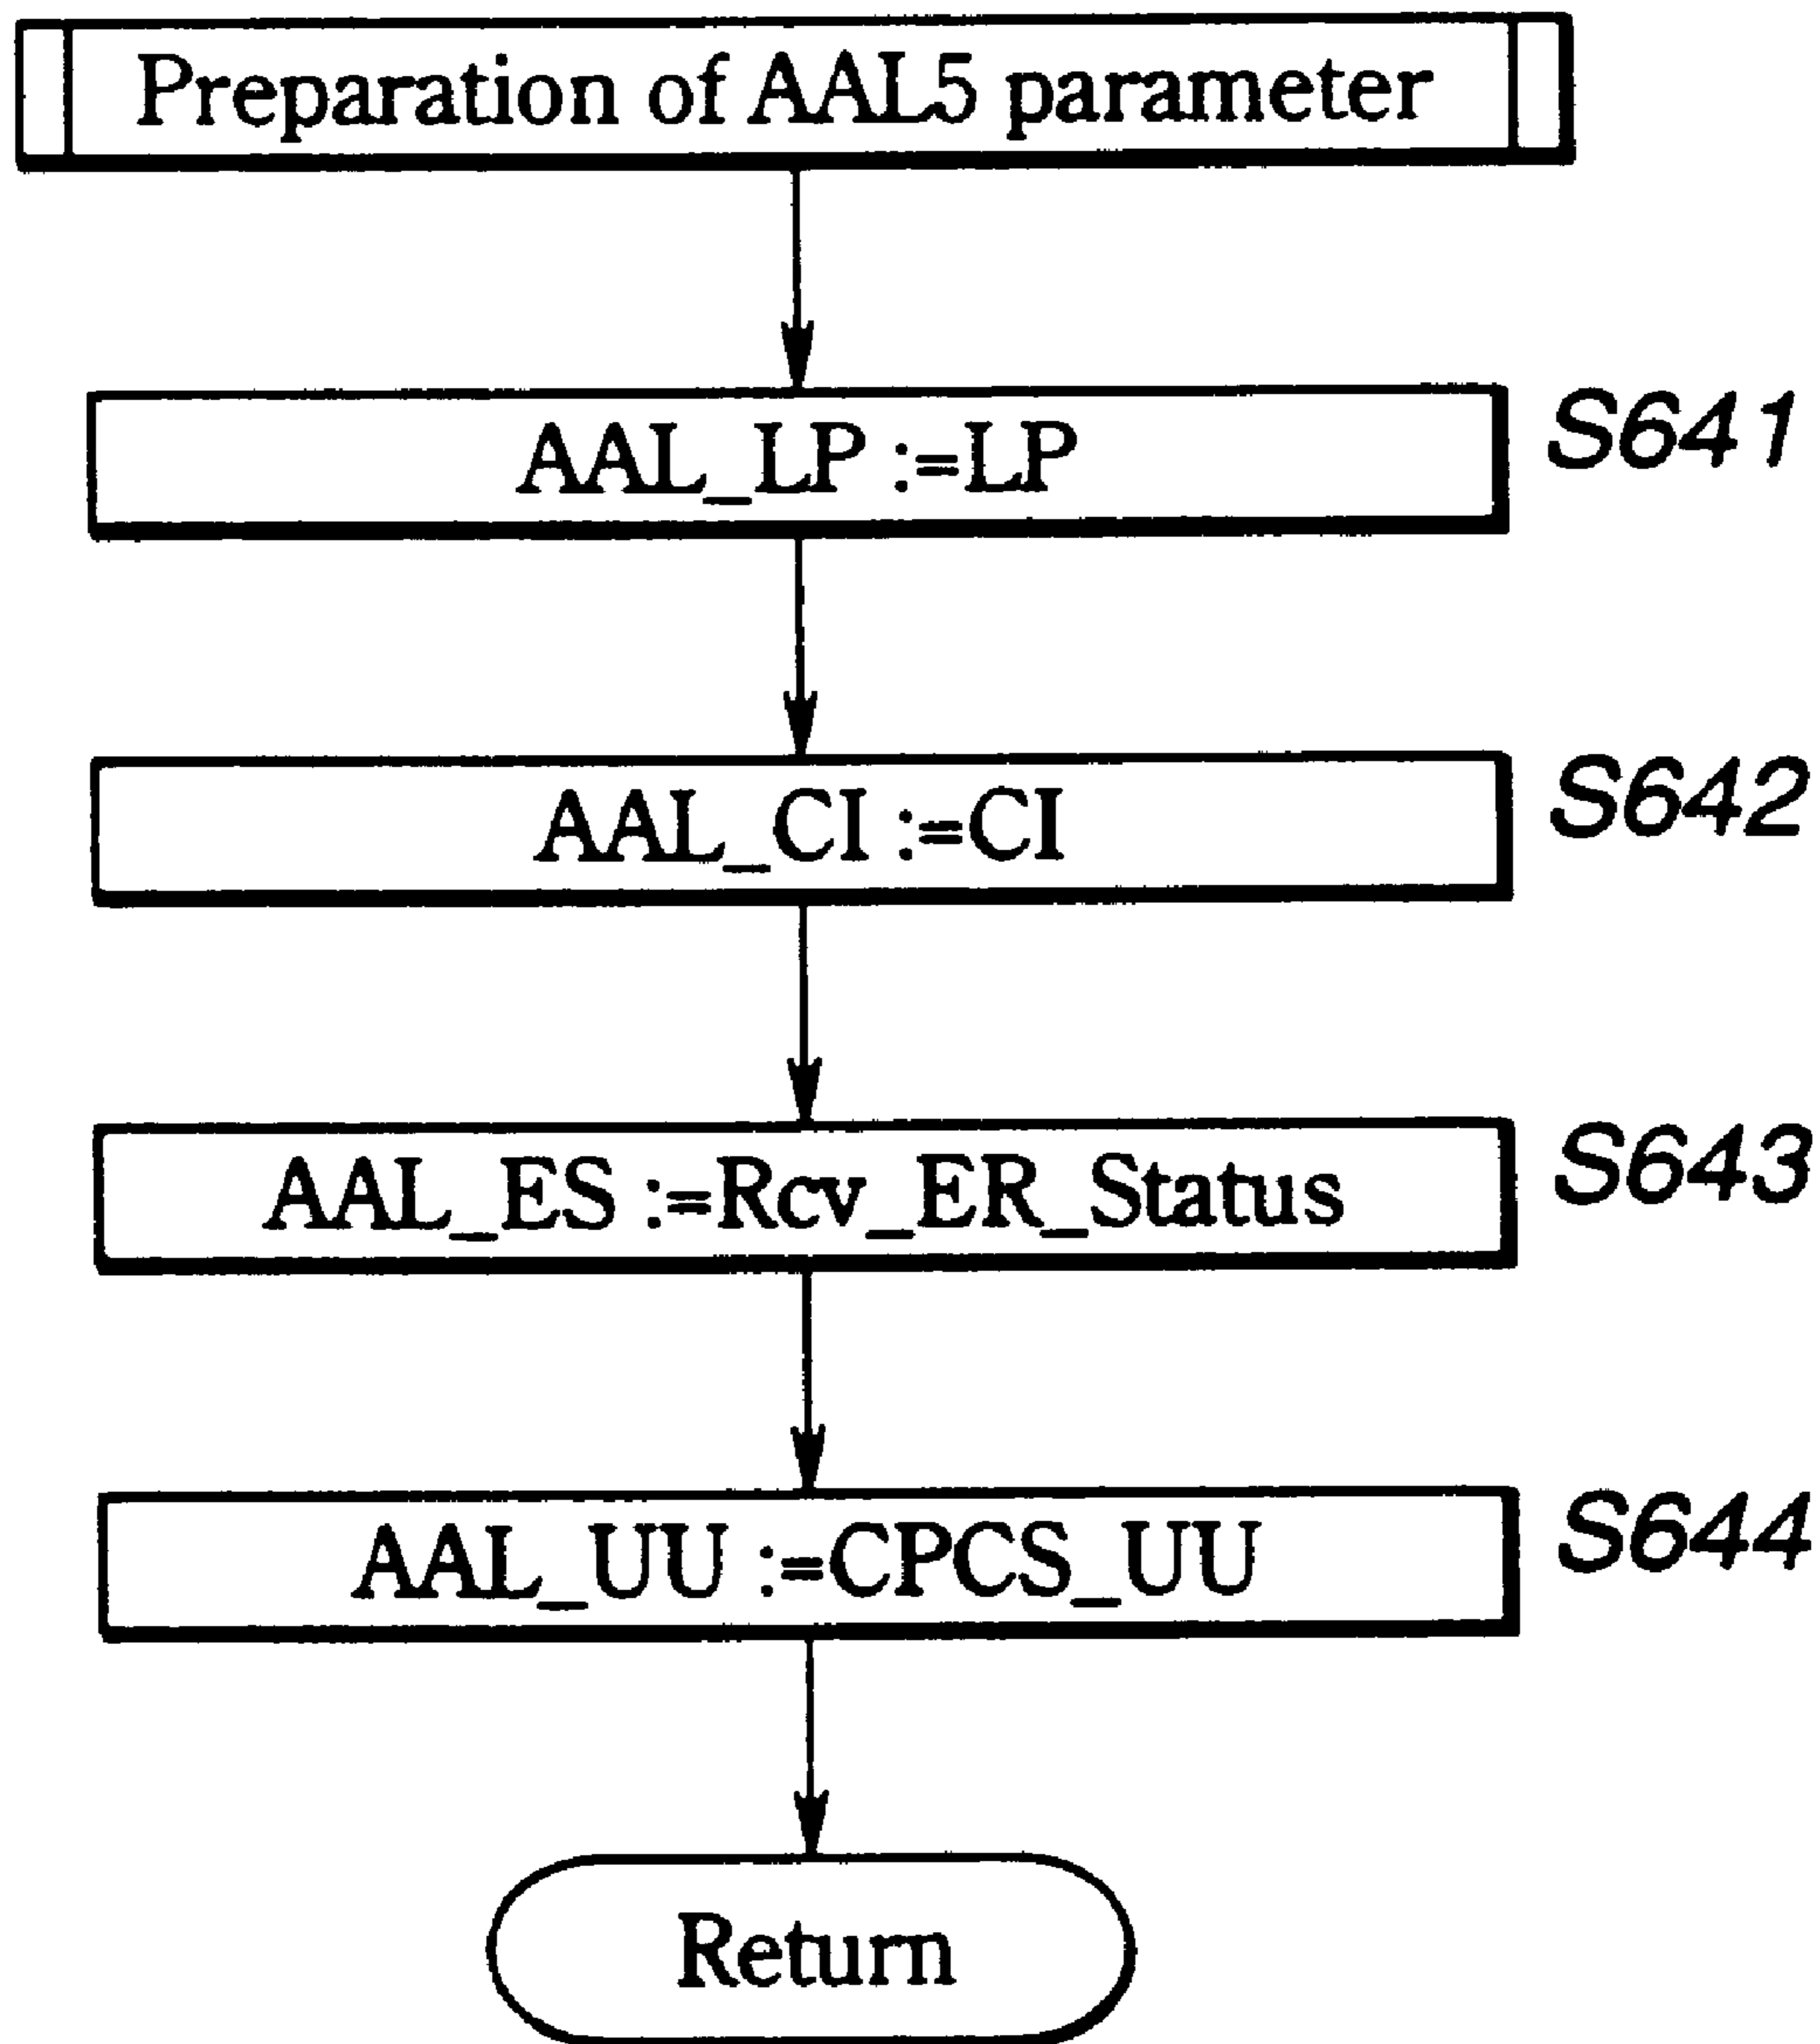 Preparation of AAL5 parameter
AAL_LP :=LP
S641
AAL_CI :=CI
S642
AAL_ES :=Rcv_ER_Status
S643
AAL_UU :=CPCS_UU
S644
Return